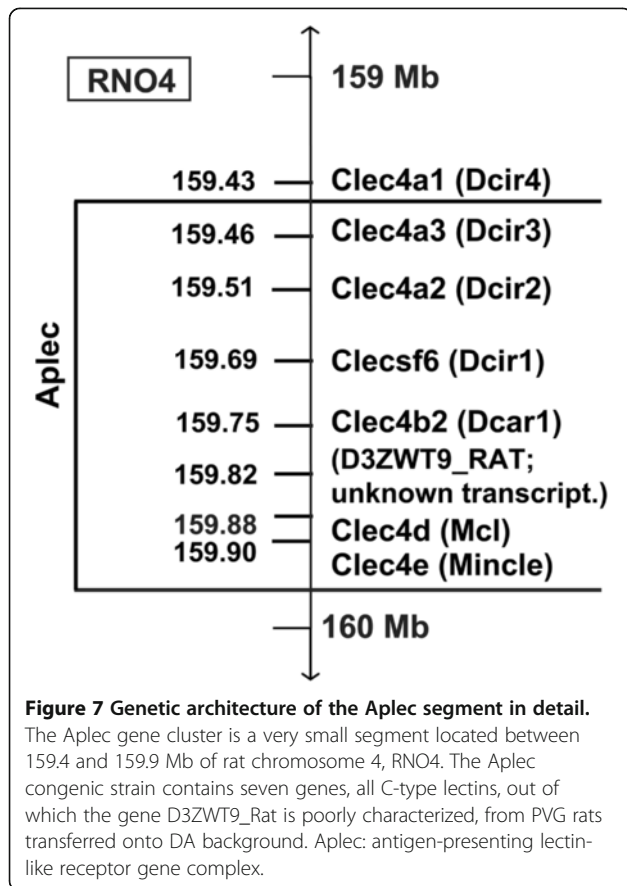 RNO4
159 Mb
159.43 Clec4a1 (Dcir4)
159.46 Clec4a3 (Dcir3)
159.51 Clec4a2 (Dcir2)
Aplec
159.69 Clecsf6 (Dcir1)
159.75 Clec4b2 (Dcar1)
159.82 (D3ZWT9_RAT;
unknown transcript.)
159.88 Clec4d (Mcl)
159.90 Clec4e (Mincle)
160 Mb
Figure 7 Genetic architecture of the Aplec segment in detail.
The Aplec gene cluster is a very small segment located between
159.4 and 159.9 Mb of rat chromosome 4, RNO4. The Aplec
congenic strain contains seven genes, all C-type lectins, out of
which the gene D3ZWT9_Rat is poorly characterized, from PVG rats
transferred onto DA background. Aplec: antigen-presenting lectin-
like receptor gene complex.